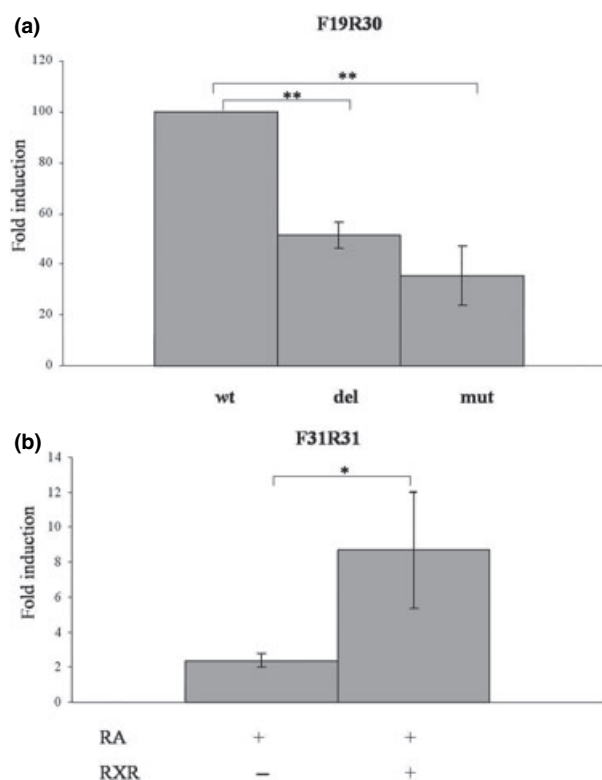 (a)
F19R30
Fold induction
120
100
80
60
40
20
0
**
**
wt del mut
(b)
F31R31
Fold induction
14
12
10
8
6
4
2
0
*
RA + +
RXR – +